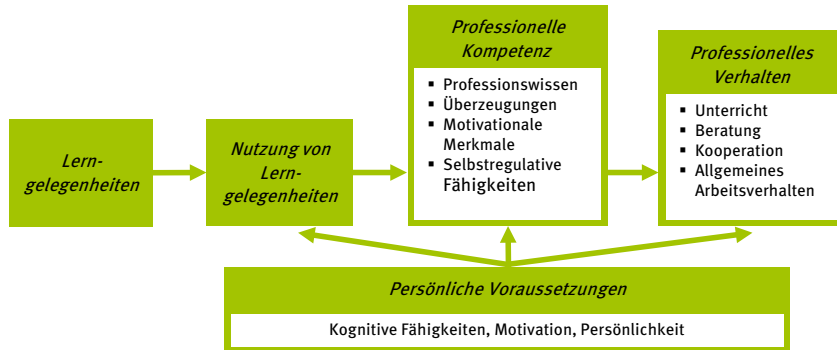 Lern-
gelegenheiten
Nutzung von
Lern-
gelegenheiten
Professionelle
Kompetenz
▪ Professionswissen
▪ Überzeugungen
▪ Motivationale
Merkmale
▪ Selbstregulative
Fähigkeiten
Professionelles
Verhalten
▪ Unterricht
▪ Beratung
▪ Kooperation
▪ Allgemeines
Arbeitsverhalten
Persönliche Voraussetzungen
Kognitive Fähigkeiten, Motivation, Persönlichkeit